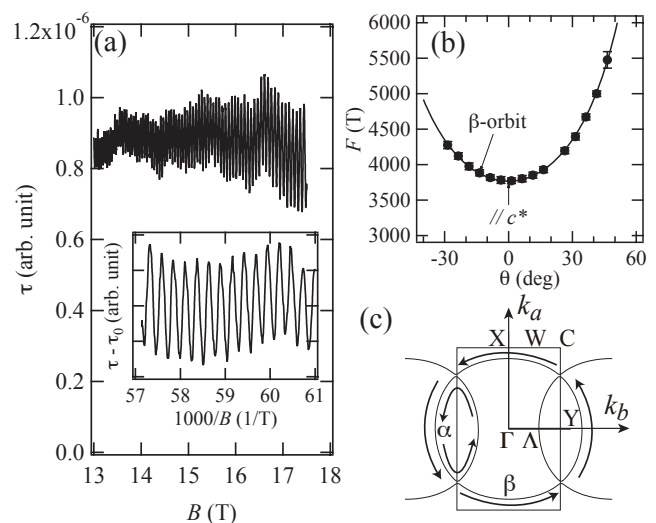 (a)
1.2x10⁻⁶
1.0
0.8
0.6
0.4
0.2
0.0
τ (arb. unit)
13 14 15 16 17 18
B (T)
τ - τ₀ (arb. unit)
57 58 59 60 61
1000/B (1/T)
(b)
6000
5500
5000
4500
4000
3500
3000
F (T)
β-orbit
// c*
-30 0 30 60
θ (deg)
(c)
kₐ
X W C
k_b
Y
α Γ Λ
β